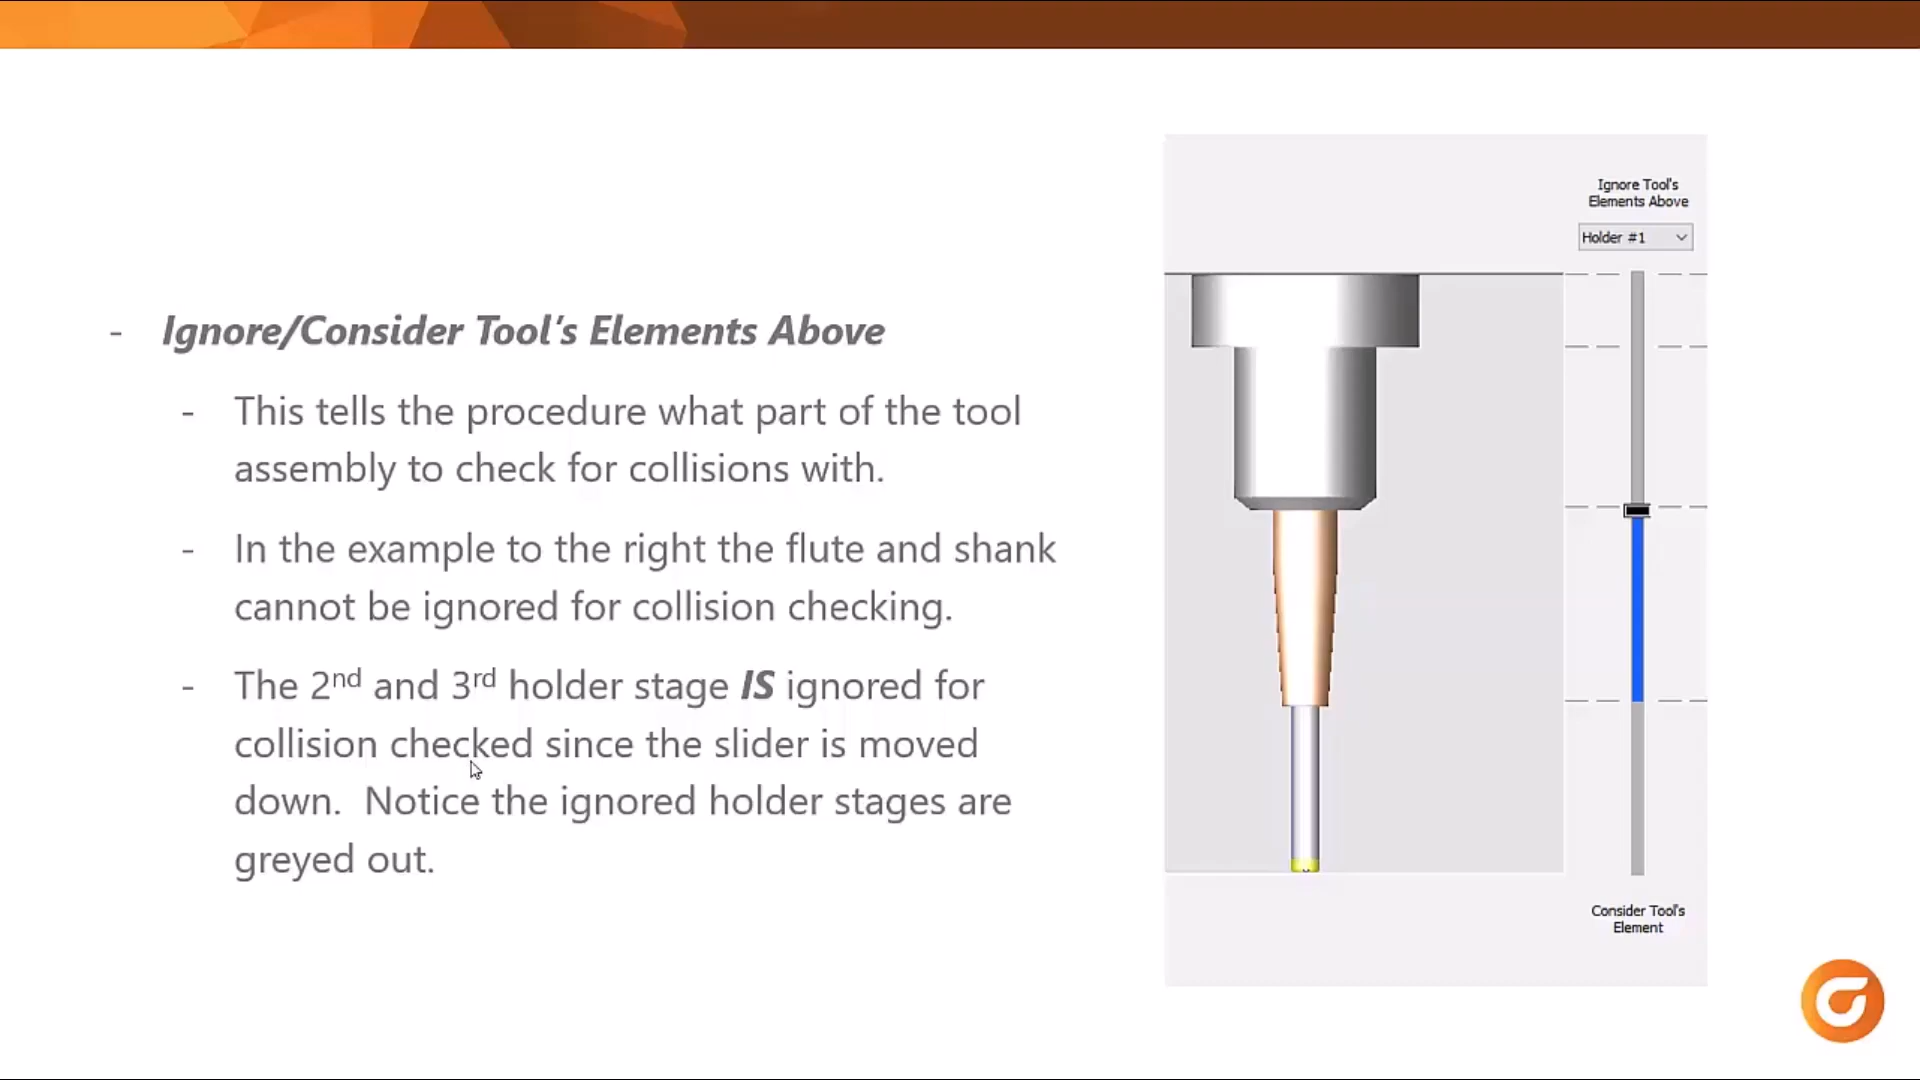 - Ignore/Consider Tool's Elements Above
- This tells the procedure what part of the tool
assembly to check for collisions with.
- In the example to the right the flute and shank
cannot be ignored for collision checking.
- The 2nd and 3rd holder stage IS ignored for
collision checked since the slider is moved
down.  Notice the ignored holder stages are
greyed out.
Ignore Tool's
Elements Above
Holder #1
Consider Tool's
Element